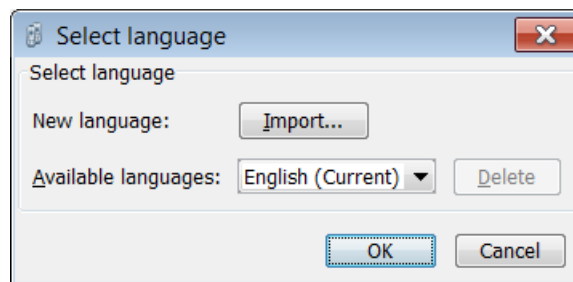 Select language
Select language
New language: Import...
Available languages: English (Current) Delete
OK Cancel